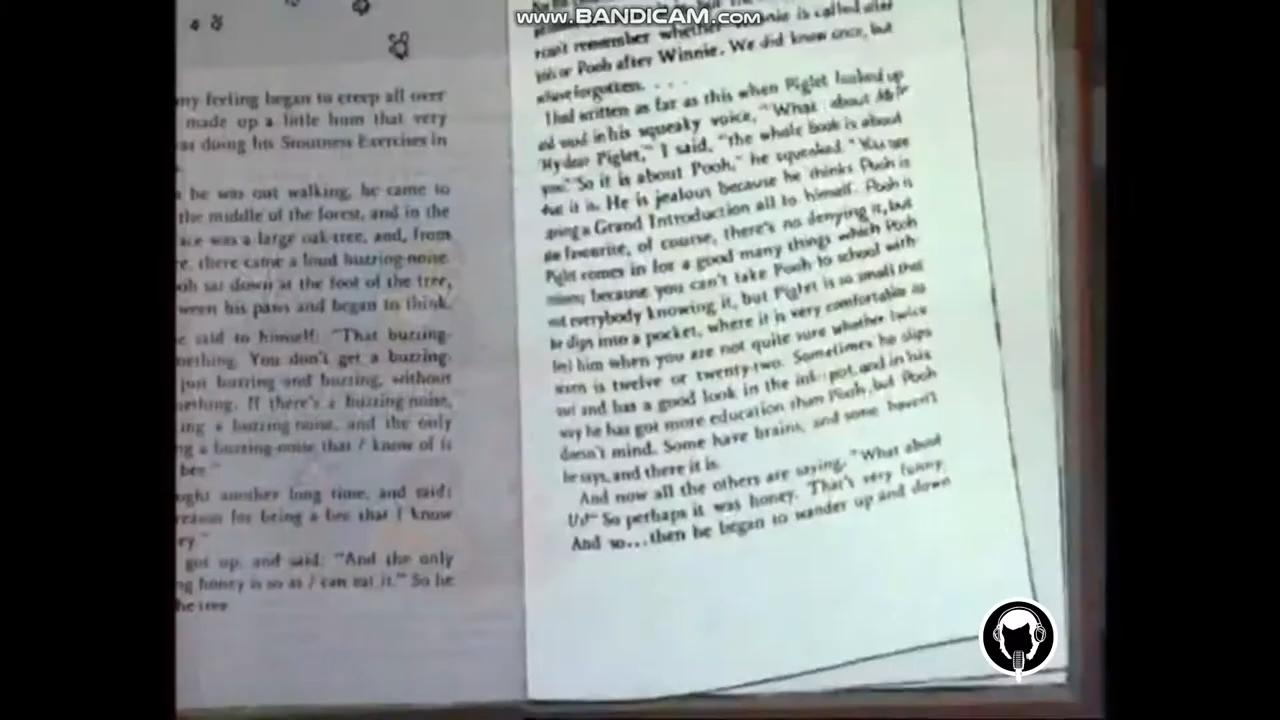 www.BANDICAM.com
my feeling began to creep all over
made up a little hum that very
as doing his Stoutness Exercises in
he was out walking, he came to
the middle of the forest, and in the
ace was a large oak-tree, and, from
e, there came a loud buzzing-noise.
oh sat down at the foot of the tree,
ween his paws and began to think.
e said to himself: "That buzzing-
mething. You don't get a buzzing-
just buzzing and buzzing, without
nething. If there's a buzzing-noise,
ing a buzzing-noise, and the only
ng a buzzing-noise that I know of is
bee."
ught another long time, and said:
reason for being a bee that I know
ey."
got up, and said: "And the only
ng honey is so as I can eat it." So he
he tree
can't remember whether is called after
or Pooh after Winnie. We did know once, but
have forgotten. . . .
I had written as far as this when Piglet looked up
and said in his squeaky voice, "What about Me?"
"My dear Piglet," I said, "the whole book is about
you." "So it is about Pooh," he squeaked. "You see
what it is. He is jealous because he thinks Pooh is
having a Grand Introduction all to himself. Pooh is
the favourite, of course, there's no denying it, but
Piglet comes in for a good many things which Pooh
misses; because you can't take Pooh to school with-
out everybody knowing it, but Piglet is so small that
he slips into a pocket, where it is very comfortable to
feel him when you are not quite sure whether twice
seven is twelve or twenty-two. Sometimes he slips
out and has a good look in the ink-pot, and in his
way he has got more education than Pooh, but Pooh
doesn't mind. Some have brains, and some haven't
he says, and there it is.
And now all the others are saying, "What about
Us?" So perhaps it was honey. That's very funny
And so...then he began to wander up and down